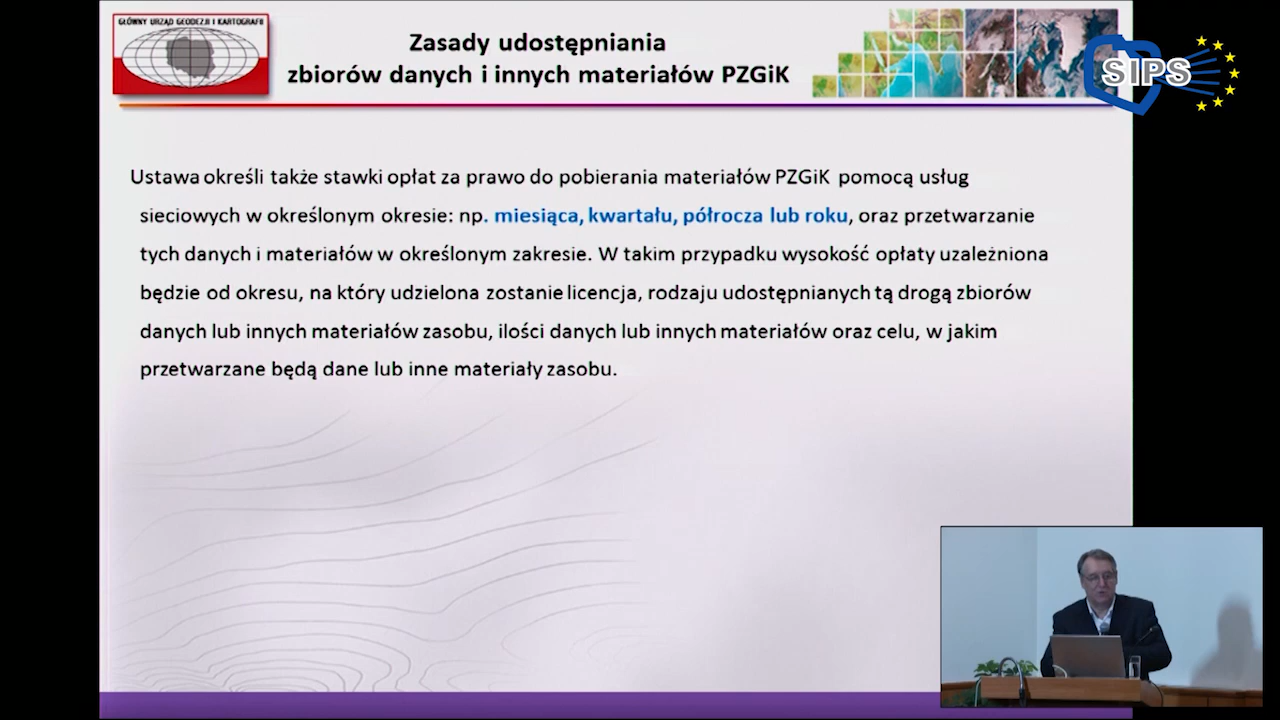 GŁÓWNY URZĄD GEODEZJI I KARTOGRAFII
Zasady udostępniania
zbiorów danych i innych materiałów PZGiK
SIPS
Ustawa określi także stawki opłat za prawo do pobierania materiałów PZGiK pomocą usług
sieciowych w określonym okresie: np. miesiąca, kwartału, półrocza lub roku, oraz przetwarzanie
tych danych i materiałów w określonym zakresie. W takim przypadku wysokość opłaty uzależniona
będzie od okresu, na który udzielona zostanie licencja, rodzaju udostępnianych tą drogą zbiorów
danych lub innych materiałów zasobu, ilości danych lub innych materiałów oraz celu, w jakim
przetwarzane będą dane lub inne materiały zasobu.